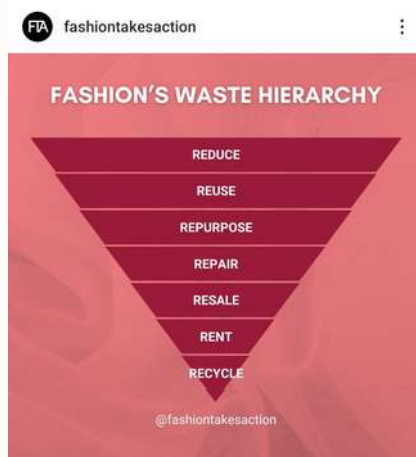 FTA fashiontakesaction
FASHION'S WASTE HIERARCHY
REDUCE
REUSE
REPURPOSE
REPAIR
RESALE
RENT
RECYCLE
@fashiontakesaction